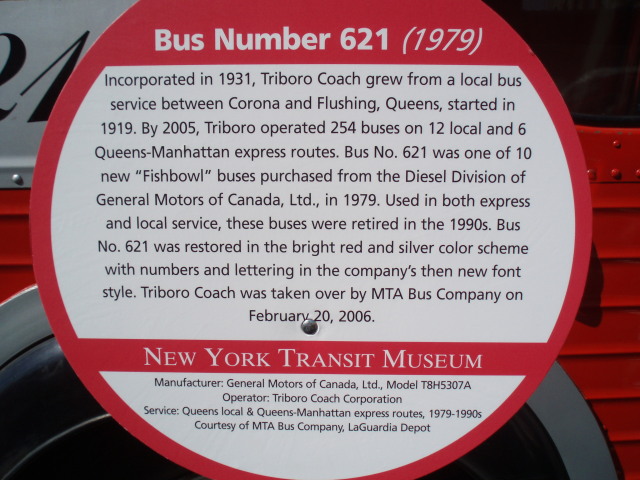 Bus Number 621 (1979)
Incorporated in 1931, Triboro Coach grew from a local bus
service between Corona and Flushing, Queens, started in
1919. By 2005, Triboro operated 254 buses on 12 local and 6
Queens-Manhattan express routes. Bus No. 621 was one of 10
new “Fishbowl” buses purchased from the Diesel Division of
General Motors of Canada, Ltd., in 1979. Used in both express
and local service, these buses were retired in the 1990s. Bus
No. 621 was restored in the bright red and silver color scheme
with numbers and lettering in the company's then new font
style. Triboro Coach was taken over by MTA Bus Company on
February 20, 2006.
NEW YORK TRANSIT MUSEUM
Manufacturer: General Motors of Canada, Ltd., Model T8H5307A
Operator: Triboro Coach Corporation
Service: Queens local & Queens-Manhattan express routes, 1979-1990s
Courtesy of MTA Bus Company, LaGuardia Depot